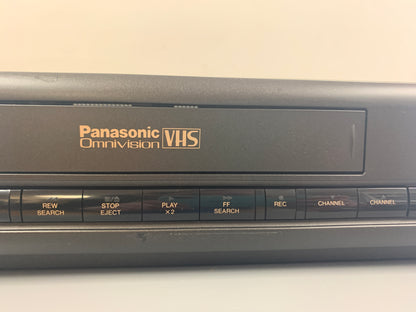 Panasonic
Omnivision VHS
REW SEARCH
STOP EJECT
PLAY ×2
FF SEARCH
REC
CHANNEL
CHANNEL